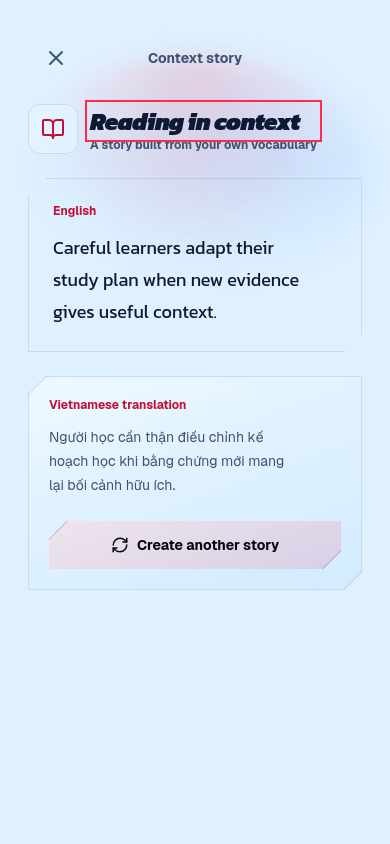 Context story
Reading in context
A story built from your own vocabulary
English
Careful learners adapt their
study plan when new evidence
gives useful context.
Vietnamese translation
Người học cẩn thận điều chỉnh kế
hoạch học khi bằng chứng mới mang
lại bối cảnh hữu ích.
Create another story